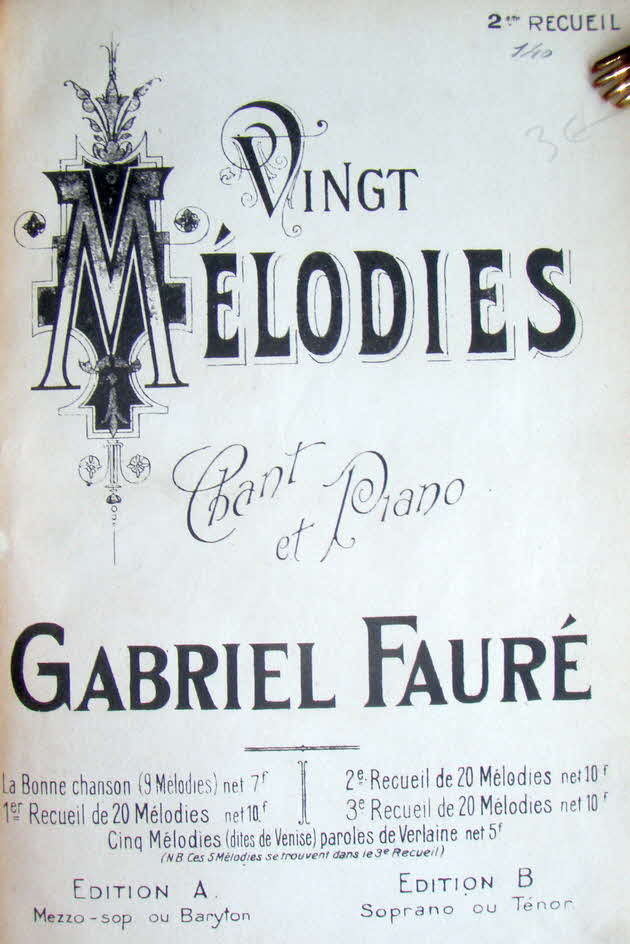 2ème RECUEIL
140
3€
VINGT
MÉLODIES
Chant
et Piano
GABRIEL FAURÉ
La Bonne chanson (9 Mélodies) net 7f
1er Recueil de 20 Mélodies net 10f
2e Recueil de 20 Mélodies net 10f
3e Recueil de 20 Mélodies net 10f
Cinq Mélodies (dites de Venise) paroles de Verlaine net 5f
(NB Ces 5 Mélodies se trouvent dans le 3e Recueil)
EDITION A.
Mezzo-sop. ou Baryton
EDITION B
Soprano ou Ténor